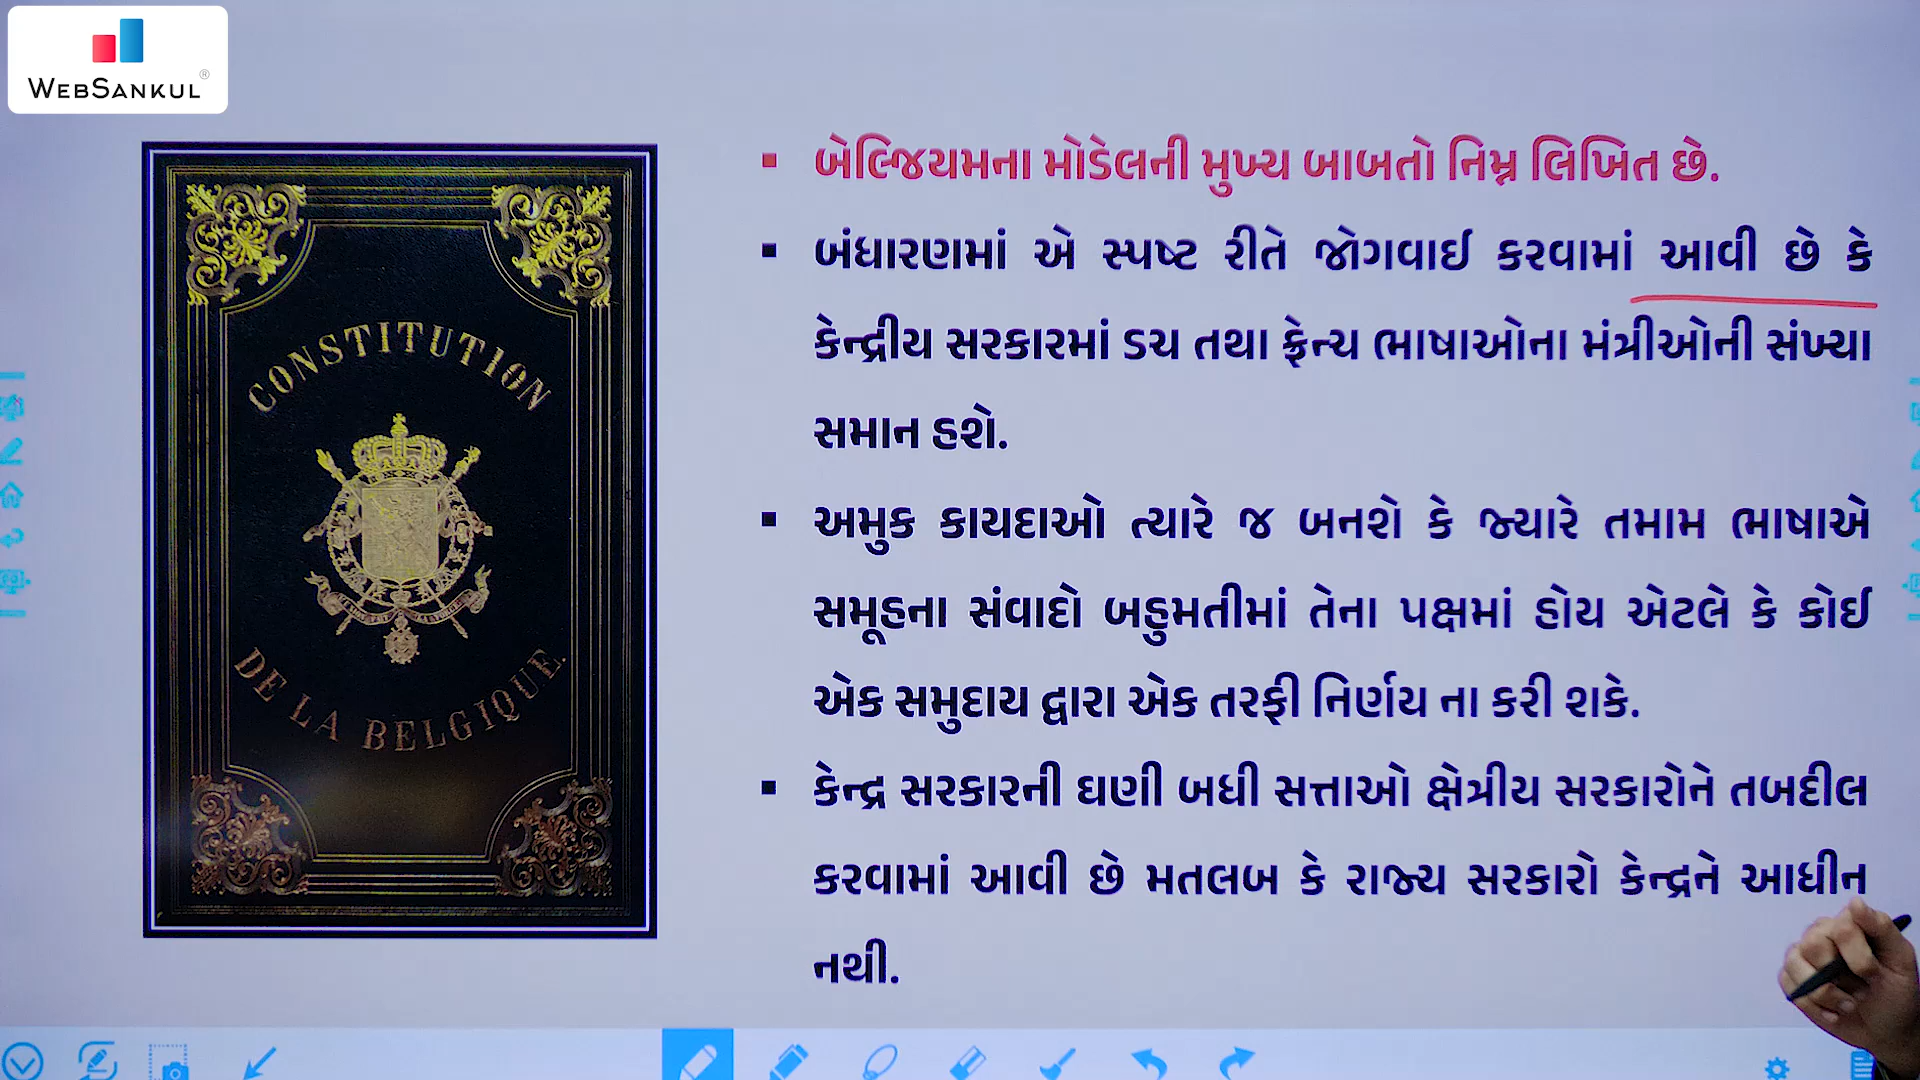 WEBSANKUL®
CONSTITUTION
DE LA BELGIQUE.
▪ બેલ્જિયમના મોડેલની મુખ્ય બાબતો નિમ્ન લિખિત છે.
▪ બંધારણમાં એ સ્પષ્ટ રીતે જોગવાઈ કરવામાં આવી છે કે
કેન્દ્રીય સરકારમાં ડચ તથા ફ્રેન્ચ ભાષાઓના મંત્રીઓની સંખ્યા
સમાન હશે.
▪ અમુક કાયદાઓ ત્યારે જ બનશે કે જ્યારે તમામ ભાષાએ
સમૂહના સંવાદો બહુમતીમાં તેના પક્ષમાં હોય એટલે કે કોઈ
એક સમુદાય દ્વારા એક તરફી નિર્ણય ના કરી શકે.
▪ કેન્દ્ર સરકારની ઘણી બધી સત્તાઓ ક્ષેત્રીય સરકારોને તબદીલ
કરવામાં આવી છે મતલબ કે રાજ્ય સરકારો કેન્દ્રને આધીન
નથી.